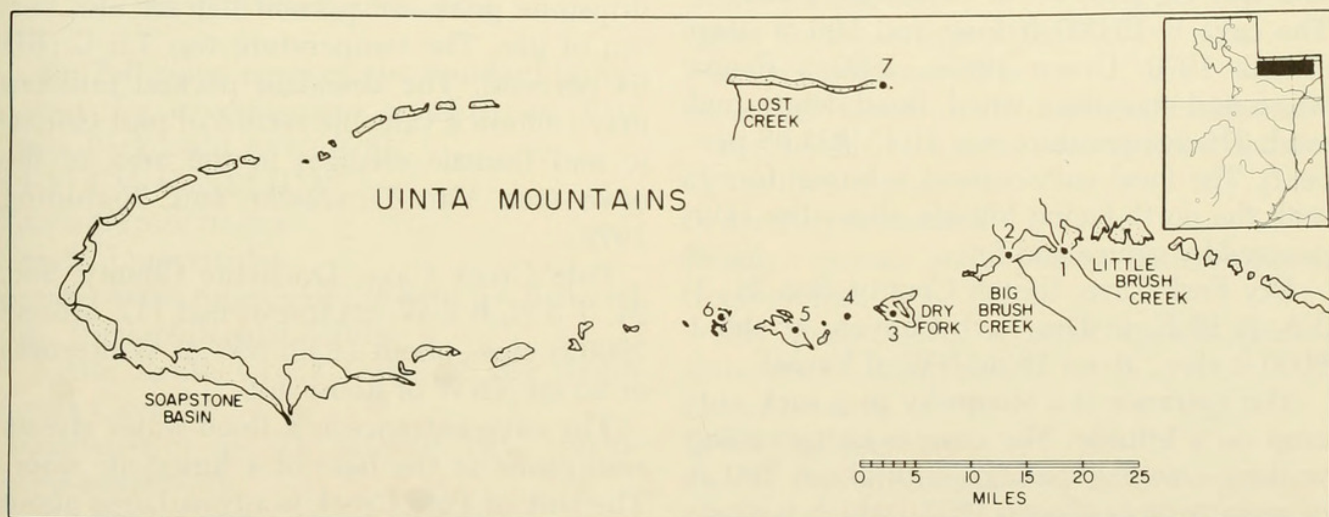 7
LOST
CREEK
UINTA MOUNTAINS
2
1
LITTLE
BRUSH
CREEK
BIG
BRUSH
CREEK
6
5
4
3
DRY
FORK
SOAPSTONE
BASIN
0 5 10 15 20 25
MILES